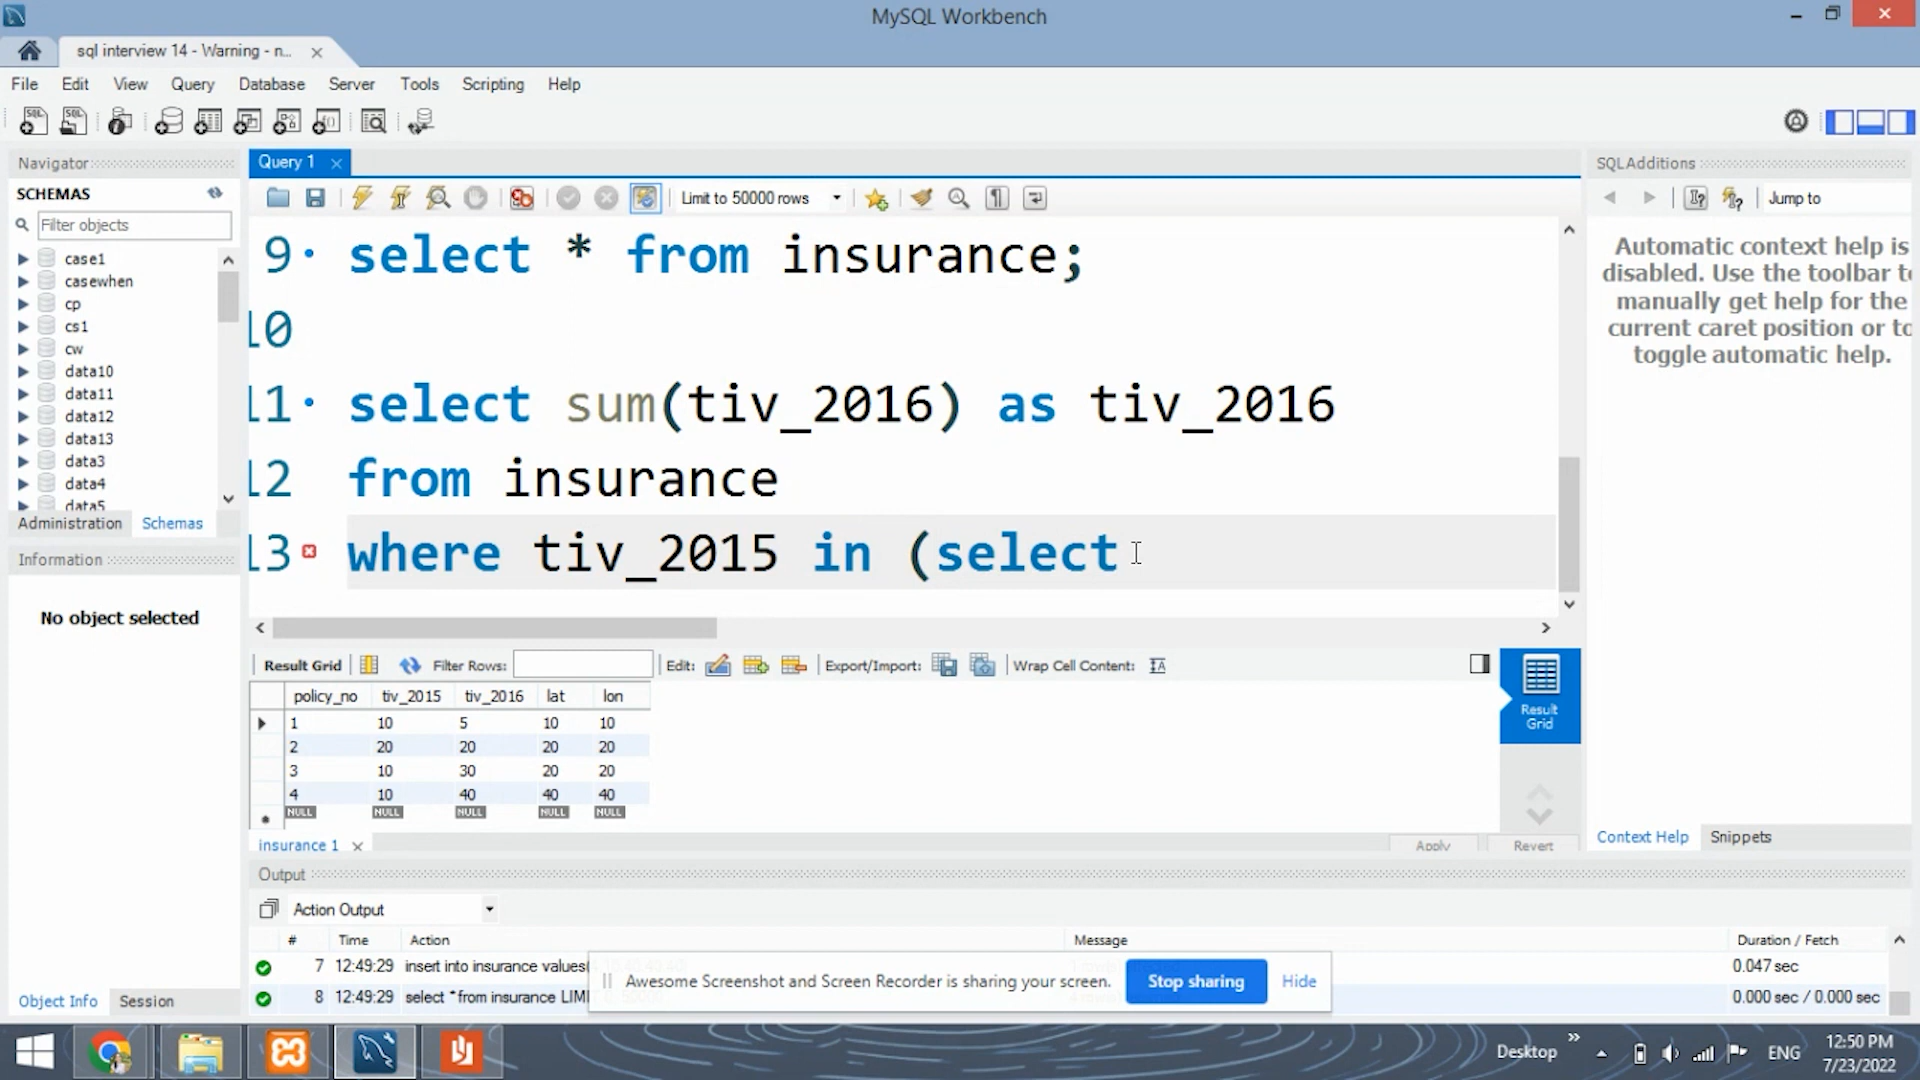 MySQL Workbench
sql interview 14 - Warning - n...
File Edit View Query Database Server Tools Scripting Help
Navigator
SCHEMAS
Filter objects
case1
casewhen
cp
cs1
cw
data10
data11
data12
data13
data3
data4
data5
Administration Schemas
Information
No object selected
Object Info Session
Query 1
Limit to 50000 rows
9 select * from insurance;
10
11 select sum(tiv_2016) as tiv_2016
12 from insurance
13 where tiv_2015 in (select
Result Grid Filter Rows: Edit: Export/Import: Wrap Cell Content:
policy_no tiv_2015 tiv_2016 lat lon
1 10 5 10 10
2 20 20 20 20
3 10 30 20 20
4 10 40 40 40
NULL NULL NULL NULL NULL
Result
Grid
insurance 1
Apply Revert
Output
Action Output
# Time Action Message Duration / Fetch
7 12:49:29 insert into insurance values( 0.047 sec
8 12:49:29 select * from insurance LIMI 0.000 sec / 0.000 sec
Awesome Screenshot and Screen Recorder is sharing your screen. Stop sharing Hide
SQLAdditions
Jump to
Automatic context help is
disabled. Use the toolbar to
manually get help for the
current caret position or to
toggle automatic help.
Context Help Snippets
Desktop
ENG
12:50 PM
7/23/2022